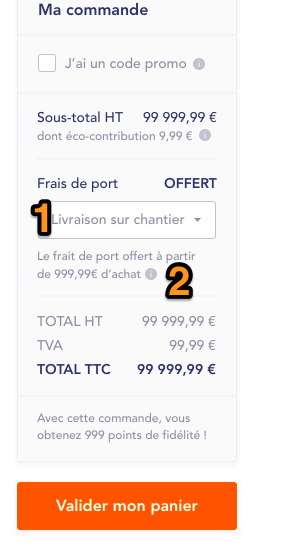 Ma commande
J'ai un code promo
Sous-total HT 99 999,99 €
dont éco-contribution 9,99 €
Frais de port OFFERT
1 Livraison sur chantier
Le frait de port offert à partir
de 999,99€ d'achat 2
TOTAL HT 99 999,99 €
TVA 99,99 €
TOTAL TTC 99 999,99 €
Avec cette commande, vous
obtenez 999 points de fidélité !
Valider mon panier